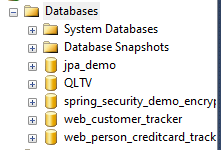 Databases
System Databases
Database Snapshots
jpa_demo
QLTV
spring_security_demo_encryp
web_customer_tracker
web_person_creditcard_track